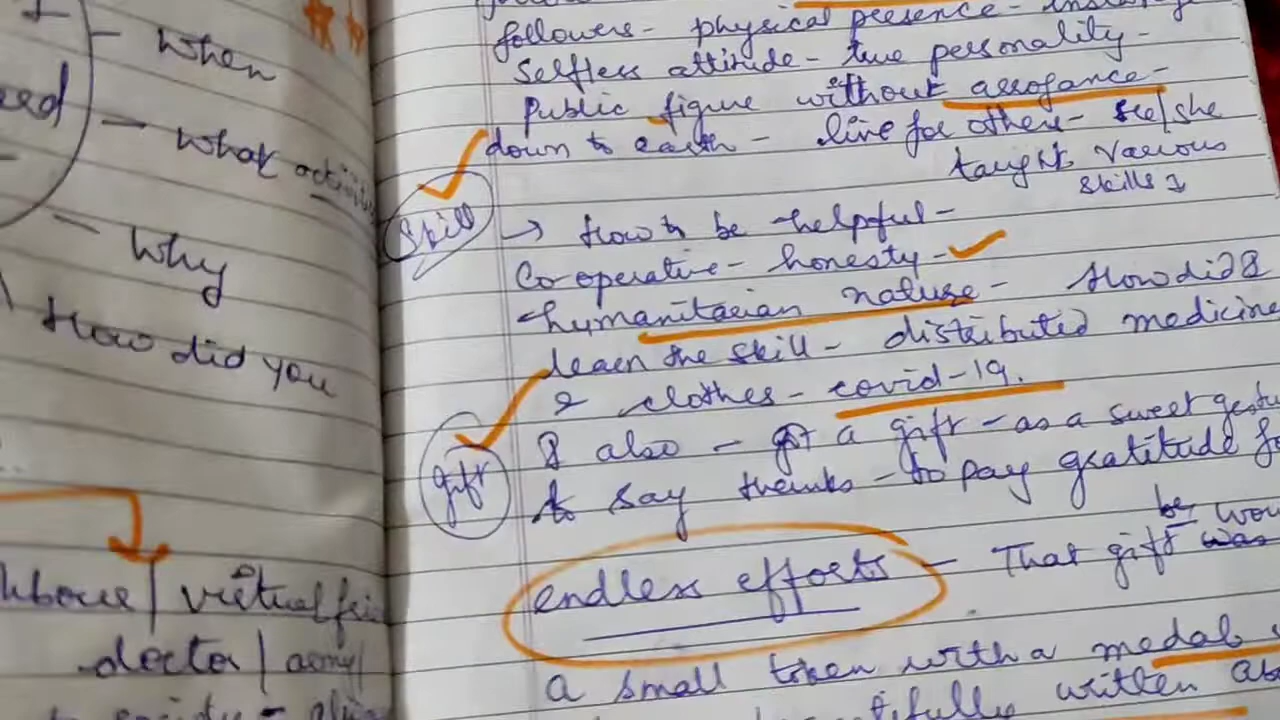 When
What
Why
How did you
virtual
doctor | army |
followers - physical presence -
Selfless attitude - true personality -
Public figure without arrogance -
down to earth - live for others - he/she
taught various
skills
Skill → How to be helpful -
Co operative - honesty -
humanitarian nature - How did I
learn the skill - distributed medicine
& clothes - covid-19.
gift
I also - got a gift - as a sweet
to say thanks - to pay gratitude
be
endless efforts - That gift was
a small token with a medal
written